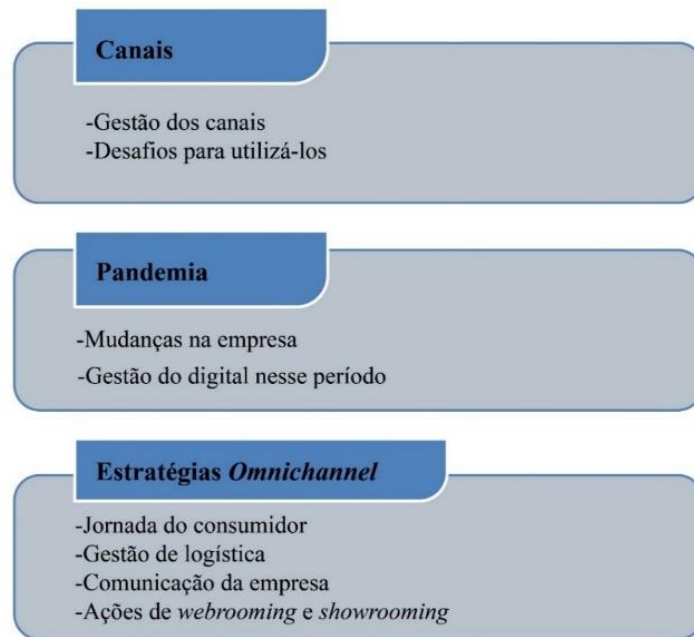 Canais
-Gestão dos canais
-Desafios para utilizá-los
Pandemia
-Mudanças na empresa
-Gestão do digital nesse período
Estratégias Omnichannel
-Jornada do consumidor
-Gestão de logística
-Comunicação da empresa
-Ações de webrooming e showrooming